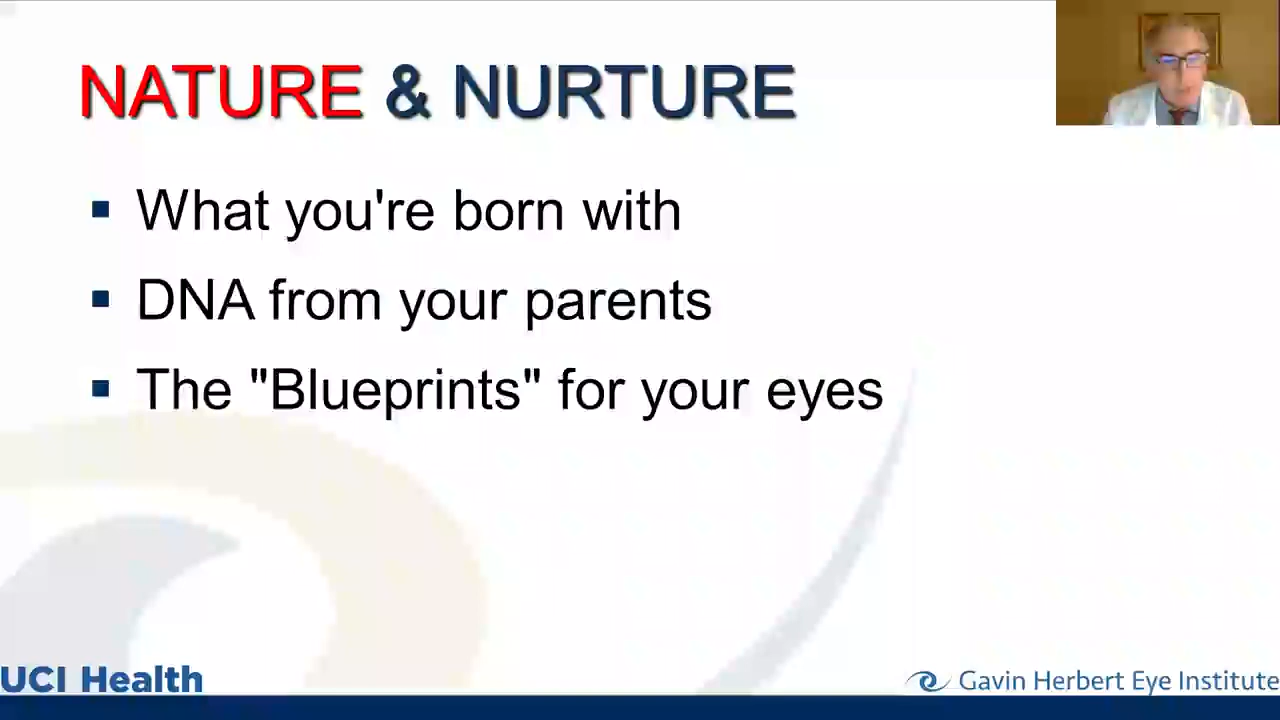 NATURE & NURTURE
What you're born with
DNA from your parents
The "Blueprints" for your eyes
UCI Health
Gavin Herbert Eye Institute